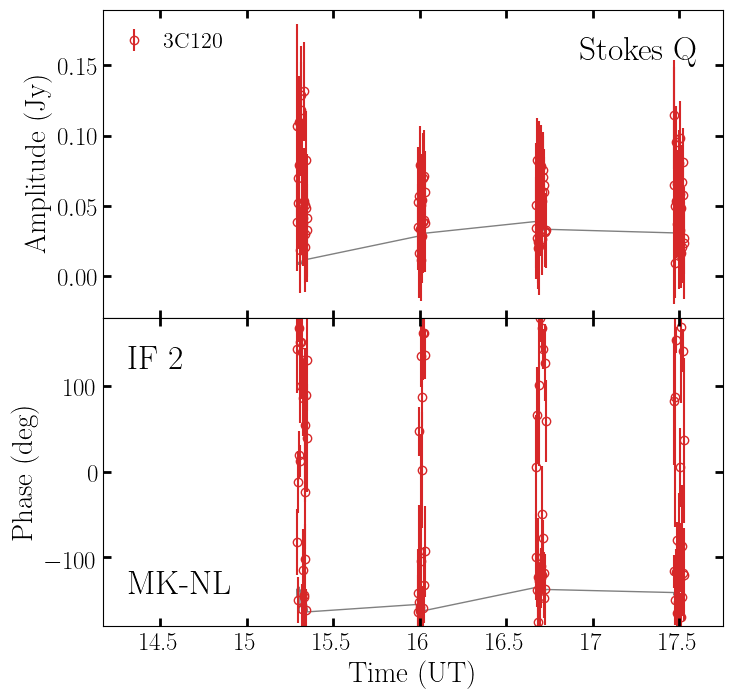 3C120
Stokes Q
0.15
0.10
0.05
0.00
Amplitude (Jy)
IF 2
100
0
−100
Phase (deg)
MK-NL
14.5 15 15.5 16 16.5 17 17.5
Time (UT)